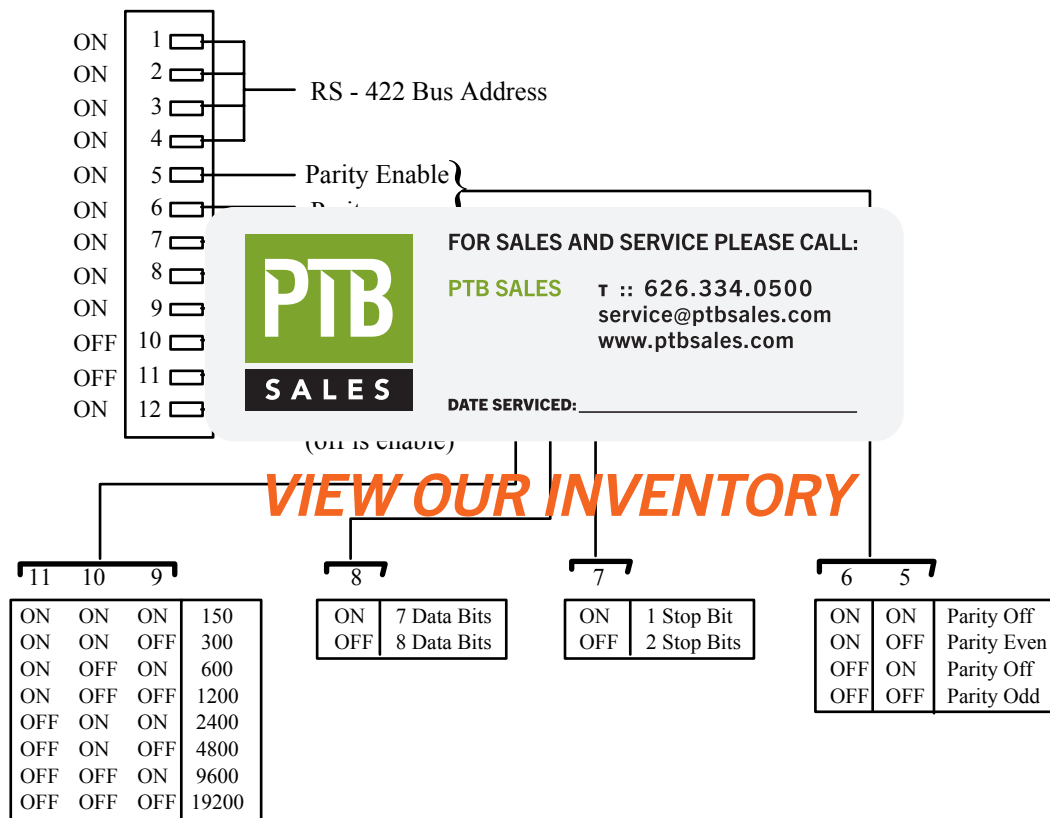 ON 1
ON 2
ON 3
ON 4
RS - 422 Bus Address
ON 5 Parity Enable
ON 6
ON 7
ON 8
ON 9
OFF 10
OFF 11
ON 12
(off is enable)
PTB
SALES
FOR SALES AND SERVICE PLEASE CALL:
PTB SALES T :: 626.334.0500
service@ptbsales.com
www.ptbsales.com
DATE SERVICED:
VIEW OUR INVENTORY
11 10 9
ON ON ON 150
ON ON OFF 300
ON OFF ON 600
ON OFF OFF 1200
OFF ON ON 2400
OFF ON OFF 4800
OFF OFF ON 9600
OFF OFF OFF 19200
8
ON 7 Data Bits
OFF 8 Data Bits
7
ON 1 Stop Bit
OFF 2 Stop Bits
6 5
ON ON Parity Off
ON OFF Parity Even
OFF ON Parity Off
OFF OFF Parity Odd